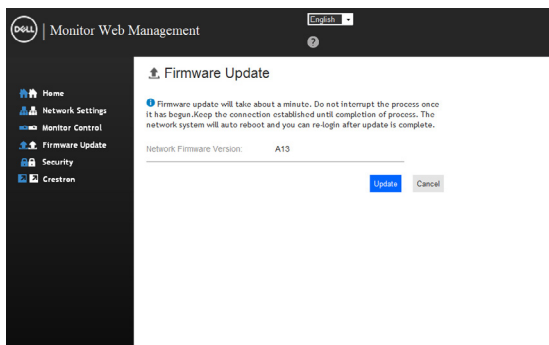 DELL | Monitor Web Management
English
?
Home
Network Settings
Monitor Control
Firmware Update
Security
Crestron
Firmware Update
Firmware update will take about a minute. Do not interrupt the process once
it has begun.Keep the connection established until completion of process. The
network system will auto reboot and you can re-login after update is complete.
Network Firmware Version: A13
Update Cancel